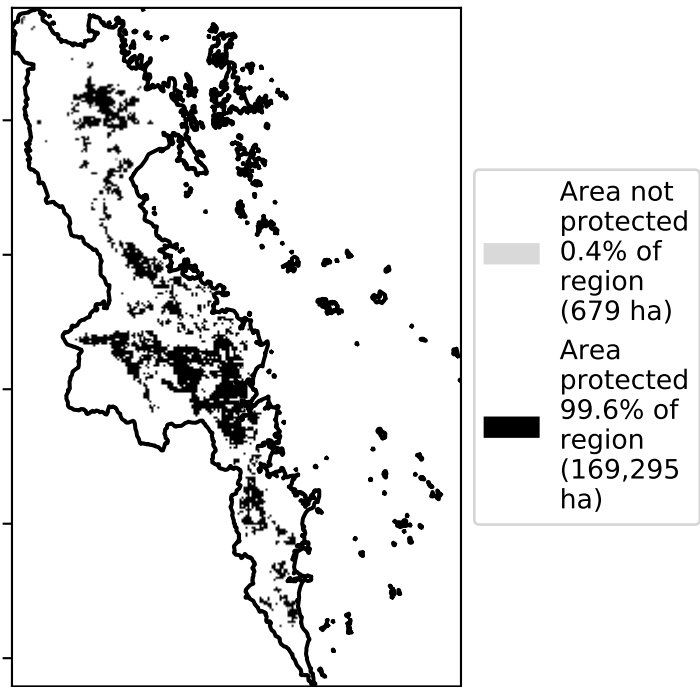 Area not
protected
0.4% of
region
(679 ha)
Area
protected
99.6% of
region
(169,295
ha)